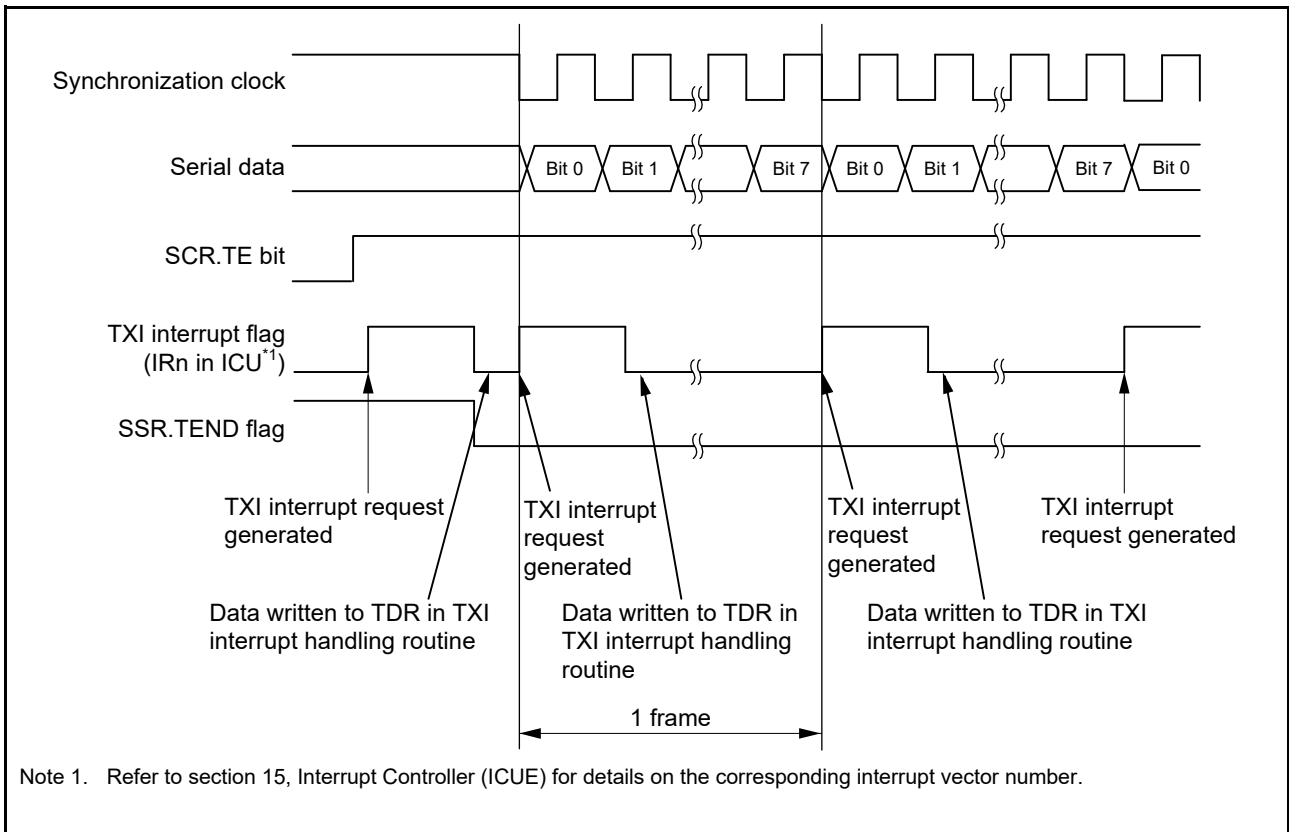 Synchronization clock
Serial data
Bit 0
Bit 1
Bit 7
Bit 0
Bit 1
Bit 7
Bit 0
SCR.TE bit
TXI interrupt flag
(IRn in ICU*1)
SSR.TEND flag
TXI interrupt request
generated
TXI interrupt
request
generated
TXI interrupt
request
generated
TXI interrupt
request generated
Data written to TDR in TXI
interrupt handling routine
Data written to TDR in
TXI interrupt handling
routine
Data written to TDR in TXI
interrupt handling routine
1 frame
Note 1. Refer to section 15, Interrupt Controller (ICUE) for details on the corresponding interrupt vector number.